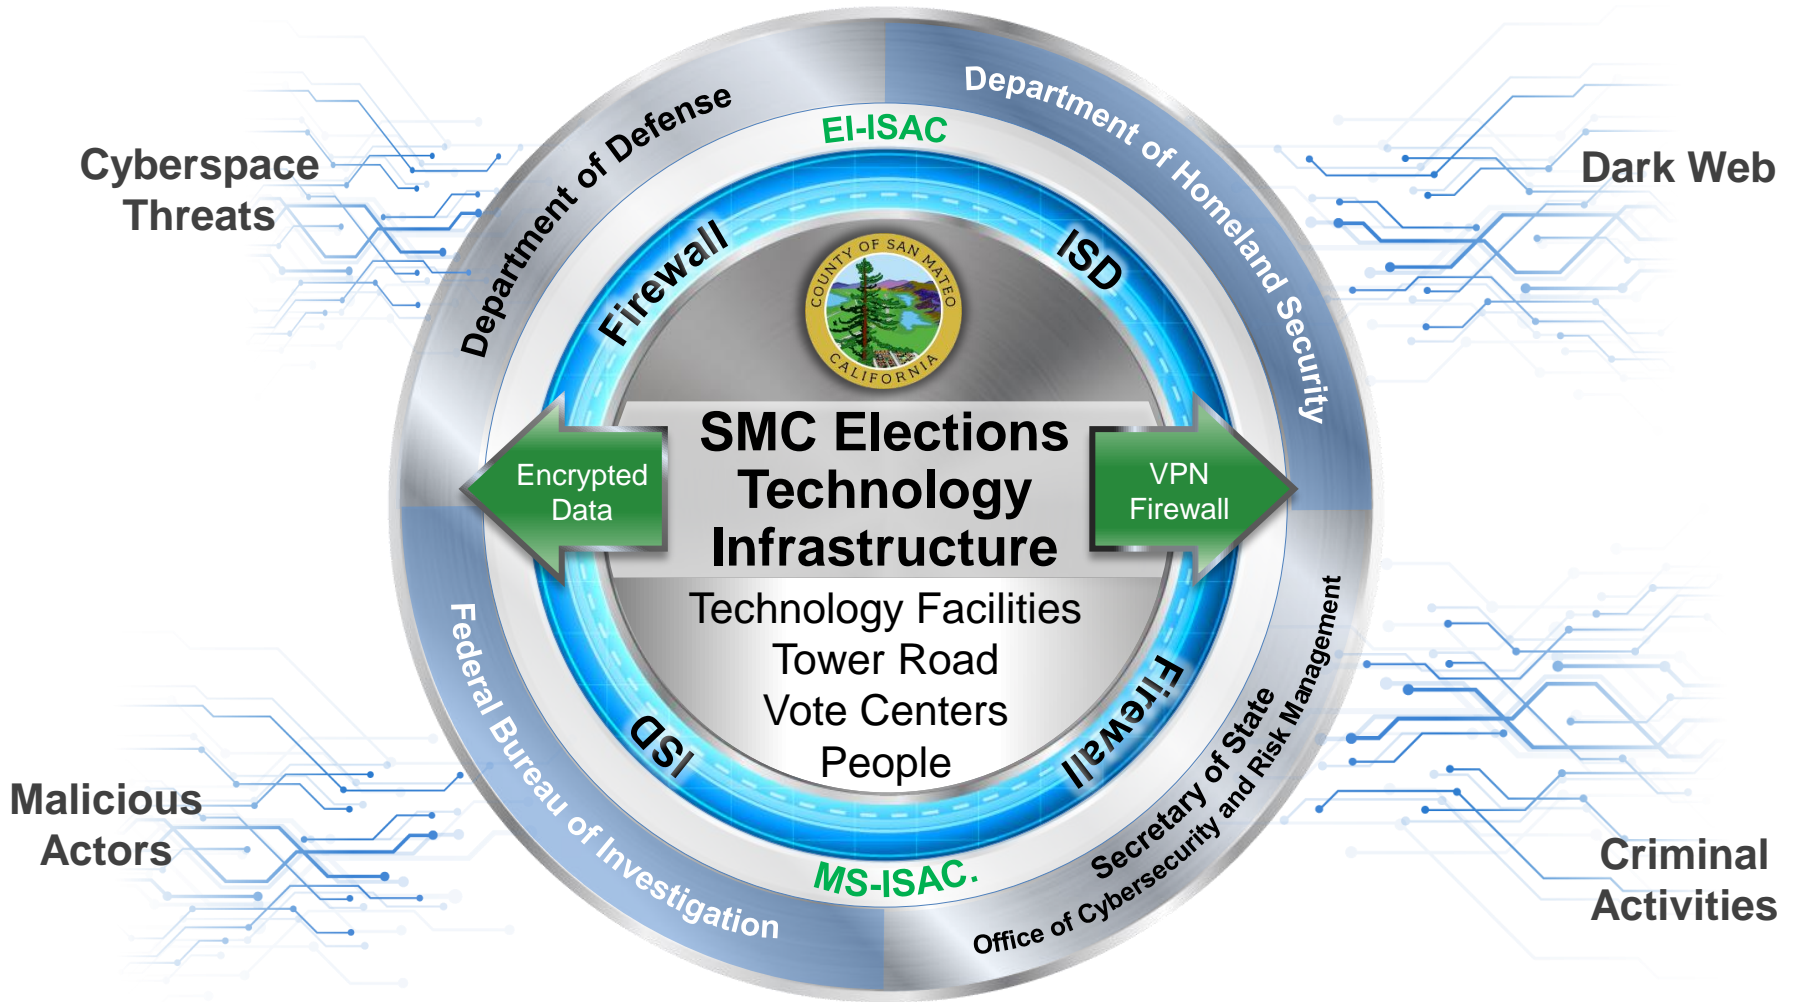 Department of Defense
Department of Homeland Security
EI-ISAC
Cyberspace
Threats
Dark Web
Firewall
ISD
COUNTY OF SAN MATEO
CALIFORNIA
SMC Elections
Technology
Infrastructure
Encrypted
Data
VPN
Firewall
Technology Facilities
Tower Road
Vote Centers
People
ISD
Firewall
Federal Bureau of Investigation
Secretary of State
Office of Cybersecurity and Risk Management
MS-ISAC.
Malicious
Actors
Criminal
Activities